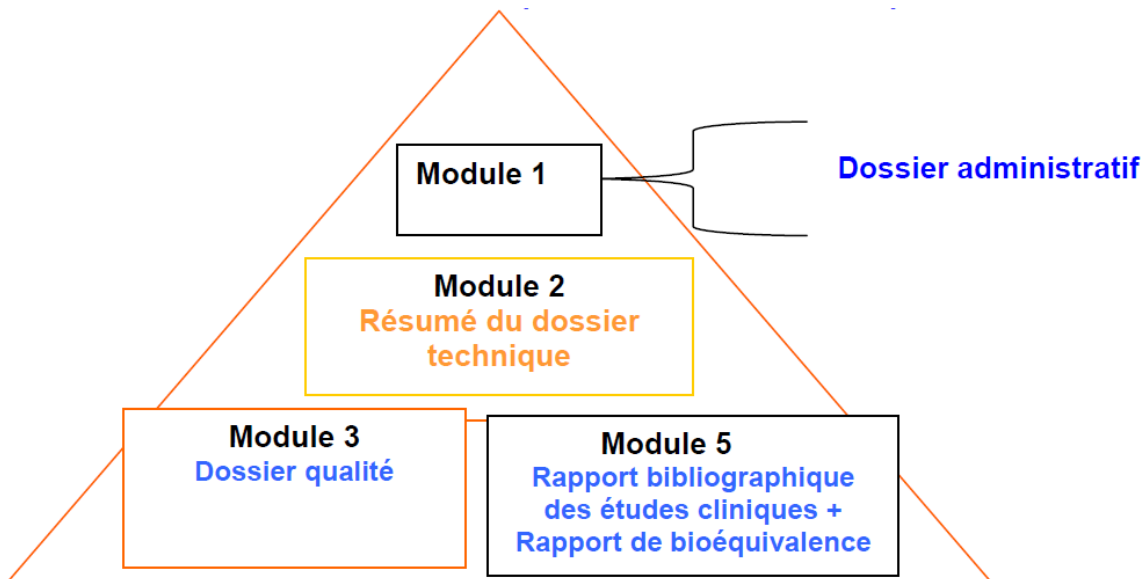 Module 1
Dossier administratif
Module 2
Résumé du dossier
technique
Module 3
Dossier qualité
Module 5
Rapport bibliographique
des études cliniques +
Rapport de bioéquivalence